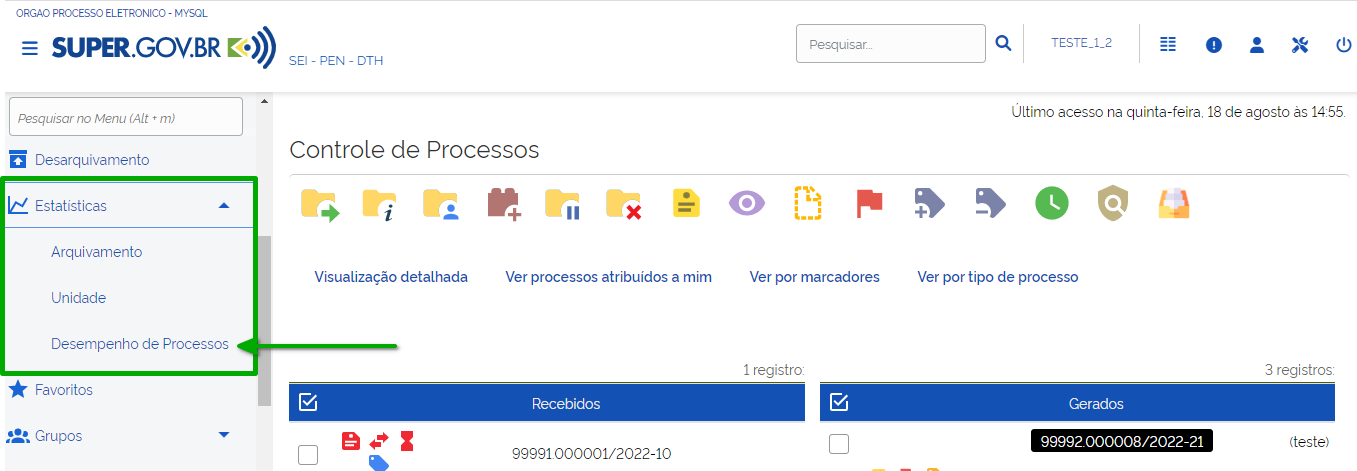 ORGAO PROCESSO ELETRONICO - MYSQL
SUPER.GOV.BR
SEI - PEN - DTH
Pesquisar...
TESTE_1_2
Pesquisar no Menu (Alt + m)
Desarquivamento
Estatísticas
Arquivamento
Unidade
Desempenho de Processos
Favoritos
Grupos
Último acesso na quinta-feira, 18 de agosto às 14:55.
Controle de Processos
Visualização detalhada Ver processos atribuídos a mim Ver por marcadores Ver por tipo de processo
1 registro:
Recebidos
99991.000001/2022-10
3 registros:
Gerados
99992.000008/2022-21 (teste)